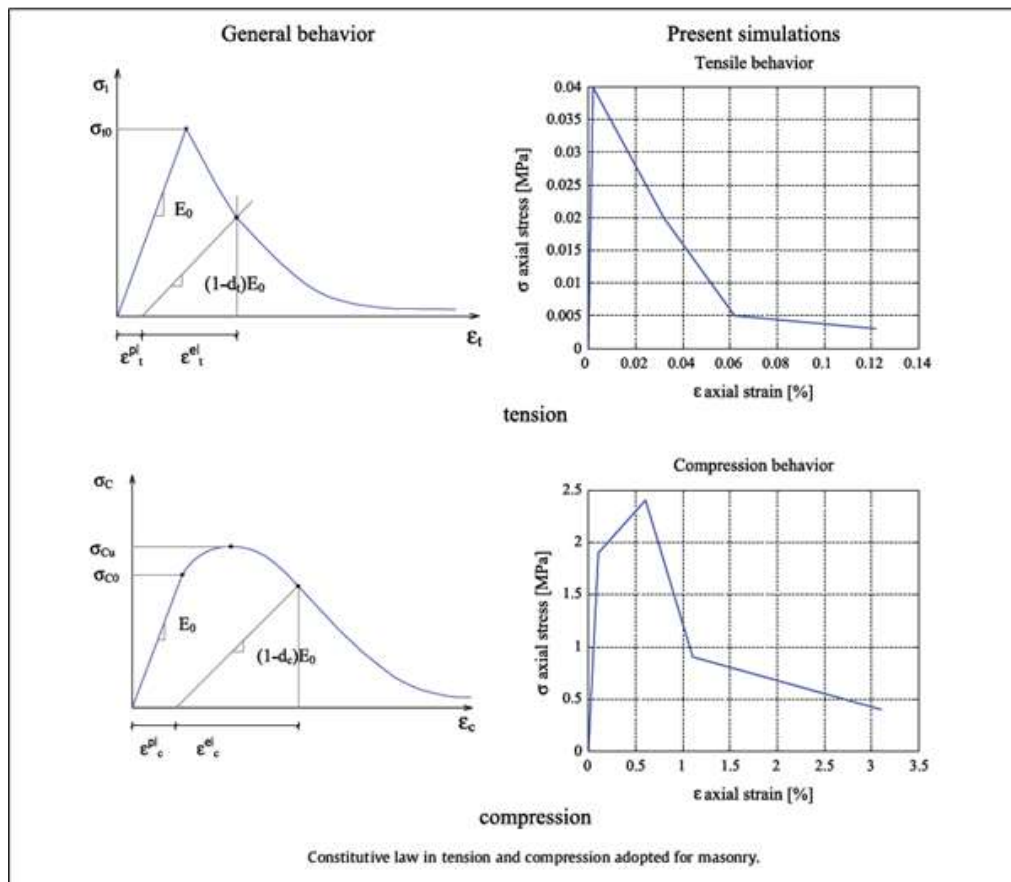 General behavior
Present simulations
Tensile behavior
σt
σt0
E0
(1-dt)E0
εt
εplt
εelt
0.04
0.035
0.03
0.025
0.02
0.015
0.01
0.005
0
σ axial stress [MPa]
0 0.02 0.04 0.06 0.08 0.1 0.12 0.14
ε axial strain [%]
tension
Compression behavior
σC
σCu
σC0
E0
(1-dc)E0
εc
εplc
εelc
2.5
2
1.5
1
0.5
0
σ axial stress [MPa]
0 0.5 1 1.5 2 2.5 3 3.5
ε axial strain [%]
compression
Constitutive law in tension and compression adopted for masonry.